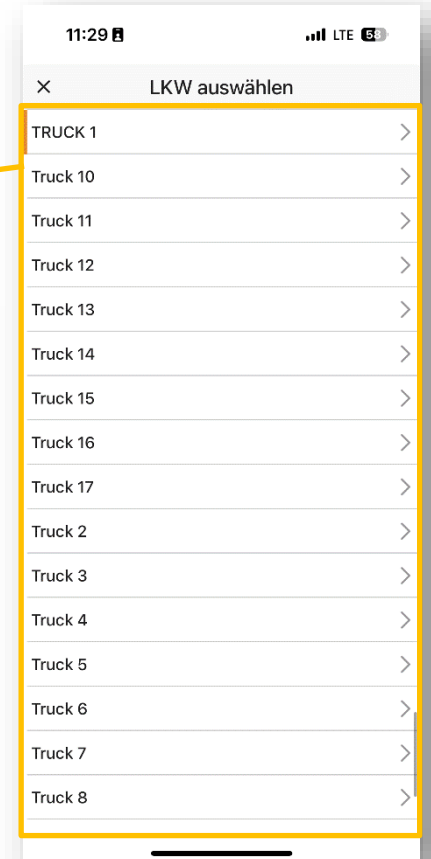 11:29 LTE 58
× LKW auswählen
TRUCK 1
Truck 10
Truck 11
Truck 12
Truck 13
Truck 14
Truck 15
Truck 16
Truck 17
Truck 2
Truck 3
Truck 4
Truck 5
Truck 6
Truck 7
Truck 8